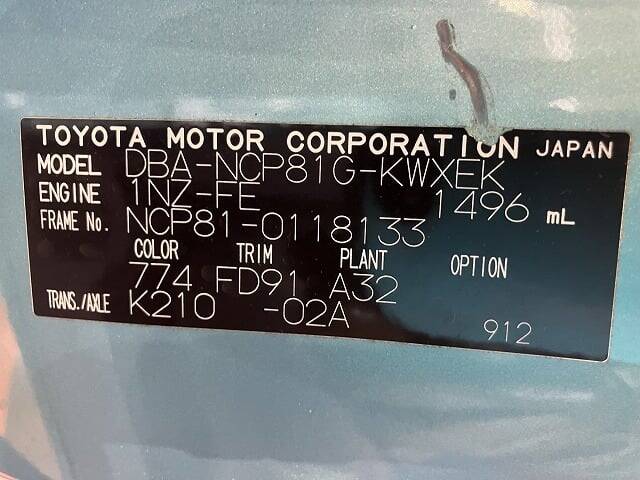 TOYOTA MOTOR CORPORATION JAPAN
MODEL DBA-NCP81G-KWXEK
ENGINE 1NZ-FE 1496 mL
FRAME No. NCP81-0118133
COLOR TRIM PLANT OPTION
774 FD91 A32
TRANS./AXLE K210 -02A
912